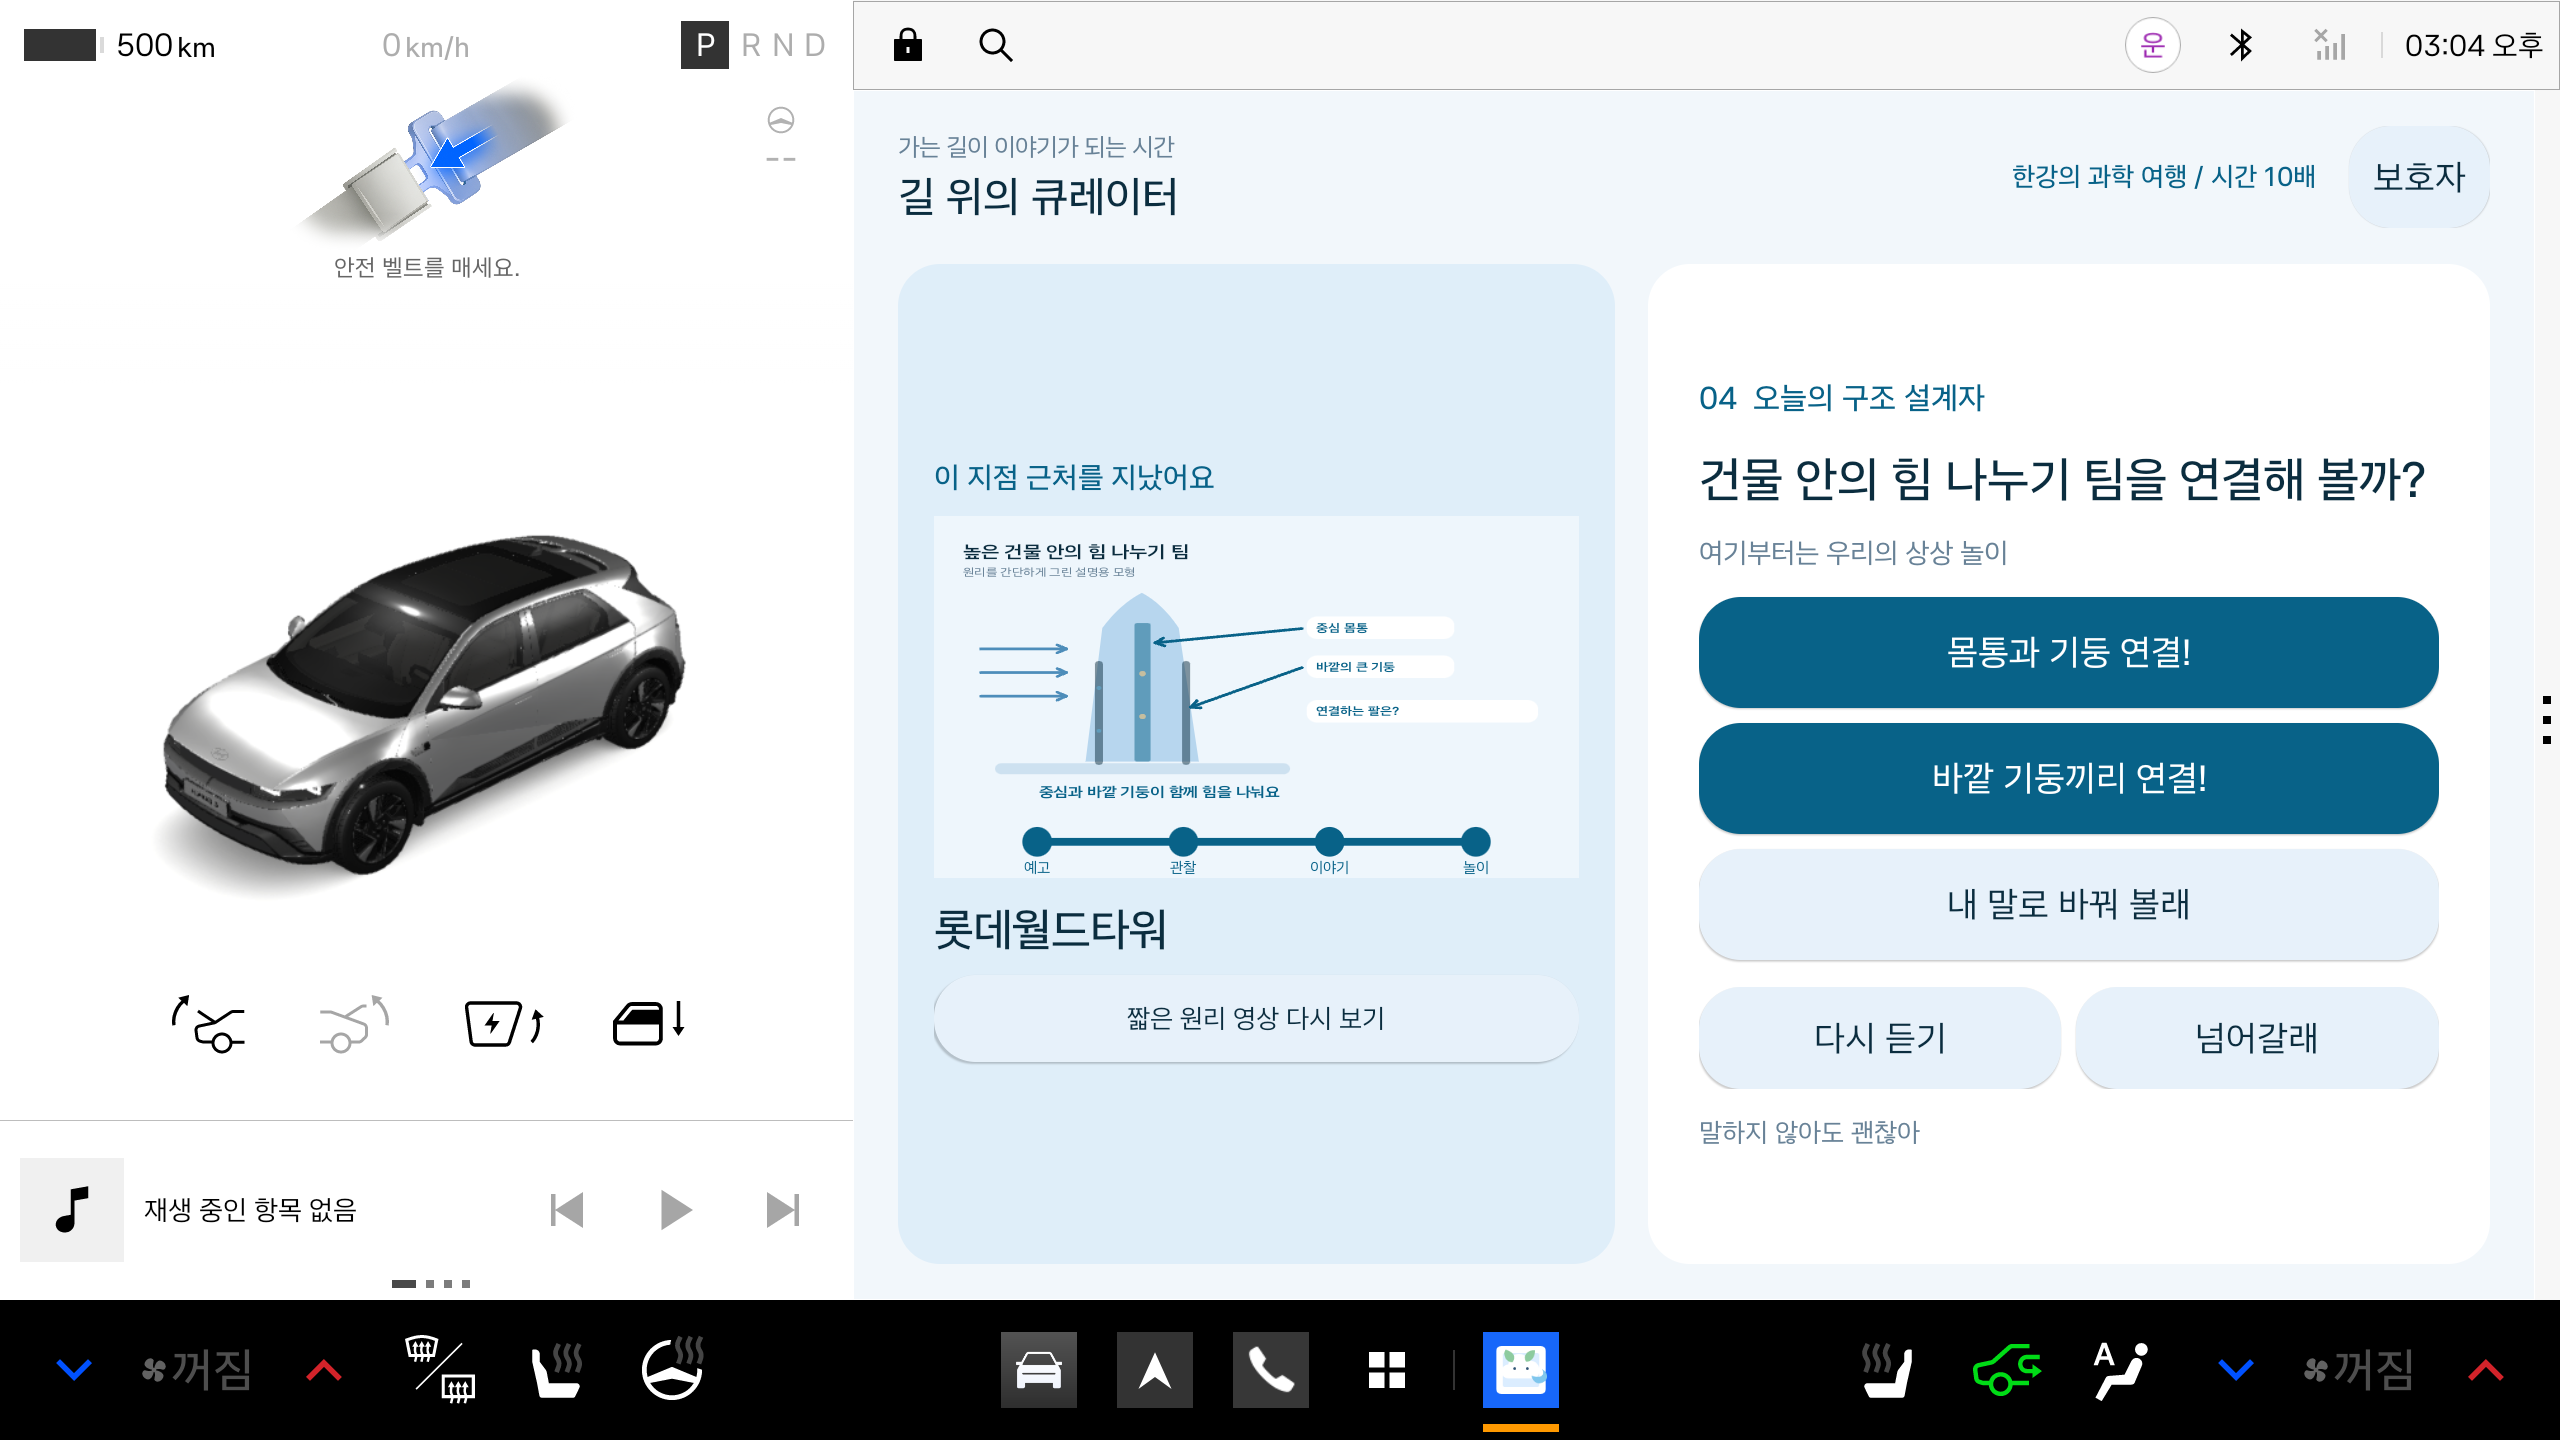 500 km
0 km/h
P R N D
안전 벨트를 매세요.
재생 중인 항목 없음
운
03:04 오후
가는 길이 이야기가 되는 시간
길 위의 큐레이터
한강의 과학 여행 / 시간 10배
보호자
이 지점 근처를 지났어요
높은 건물 안의 힘 나누기 팀
원리를 간단하게 그린 설명용 모형
중심 몸통
바깥의 큰 기둥
연결하는 팔은?
중심과 바깥 기둥이 함께 힘을 나눠요
예고
관찰
이야기
놀이
롯데월드타워
짧은 원리 영상 다시 보기
04 오늘의 구조 설계자
건물 안의 힘 나누기 팀을 연결해 볼까?
여기부터는 우리의 상상 놀이
몸통과 기둥 연결!
바깥 기둥끼리 연결!
내 말로 바꿔 볼래
다시 듣기
넘어갈래
말하지 않아도 괜찮아
꺼짐
A
꺼짐